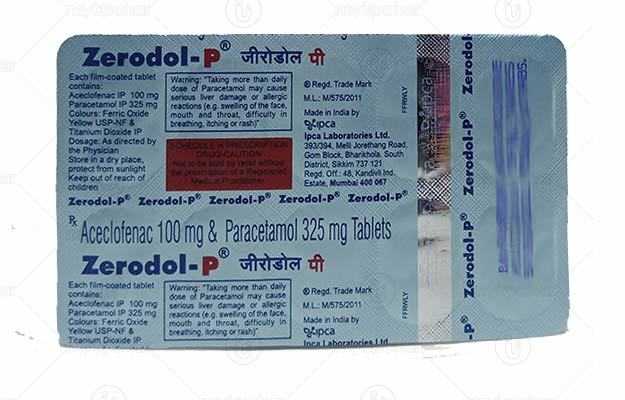 Zerodol-P® जीरोडोल पी
Each film-coated tablet
contains:
Aceclofenac IP 100 mg
Paracetamol IP 325 mg
Colours: Ferric Oxide
Yellow USP-NF &
Titanium Dioxide IP
Dosage: As directed by
the Physician
Store in a dry place,
protect from sunlight
Keep out of reach of
children
Warning: "Taking more than daily
dose of Paracetamol may cause
serious liver damage or allergic
reactions (e.g. swelling of the face,
mouth and throat, difficulty in
breathing, itching or rash)"
SCHEDULE H PRESCRIPTION
DRUG-CAUTION
Not to be sold by retail without
the prescription of a Registered
Medical Practitioner
® Regd. Trade Mark
M.L.: M/575/2011
Made in India by
ipca
Ipca Laboratories Ltd.
393/394, Melli Jorethang Road,
Gom Block, Bharikhola, South
District, Sikkim 737 121
Regd. Off.: 48, Kandivli Ind.
Estate, Mumbai 400 067
FFRWLY
Zerodol-P® Zerodol-P® Zerodol-P® Zerodol-P® Zerodol-P®
Rx Aceclofenac 100 mg & Paracetamol 325 mg Tablets
Zerodol-P® जीरोडोल पी
Each film-coated tablet
contains:
Aceclofenac IP 100 mg
Paracetamol IP 325 mg
Colours: Ferric Oxide
Yellow USP-NF &
Titanium Dioxide IP
Warning: "Taking more than daily
dose of Paracetamol may cause
serious liver damage or allergic
reactions (e.g. swelling of the face,
mouth and throat, difficulty in
breathing, itching or rash)"
® Regd. Trade Mark
M.L.: M/575/2011
Made in India by
ipca
Ipca Laboratories Ltd.
FFRWLY
Zerodol
Zerodol-P®
Zerodol-P®
-P®